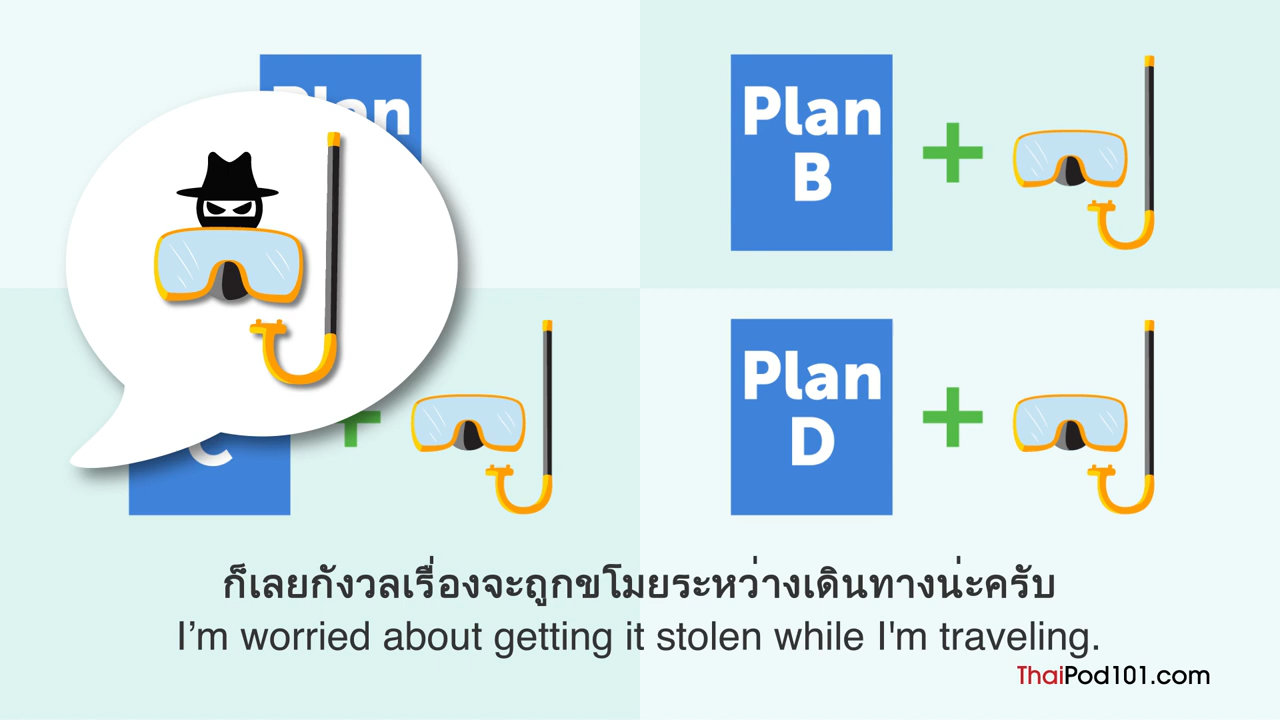 Plan
Plan
B
C
Plan
D
ก็เลยกังวลเรื่องจะถูกขโมยระหว่างเดินทางน่ะครับ
I’m worried about getting it stolen while I'm traveling.
ThaiPod101.com